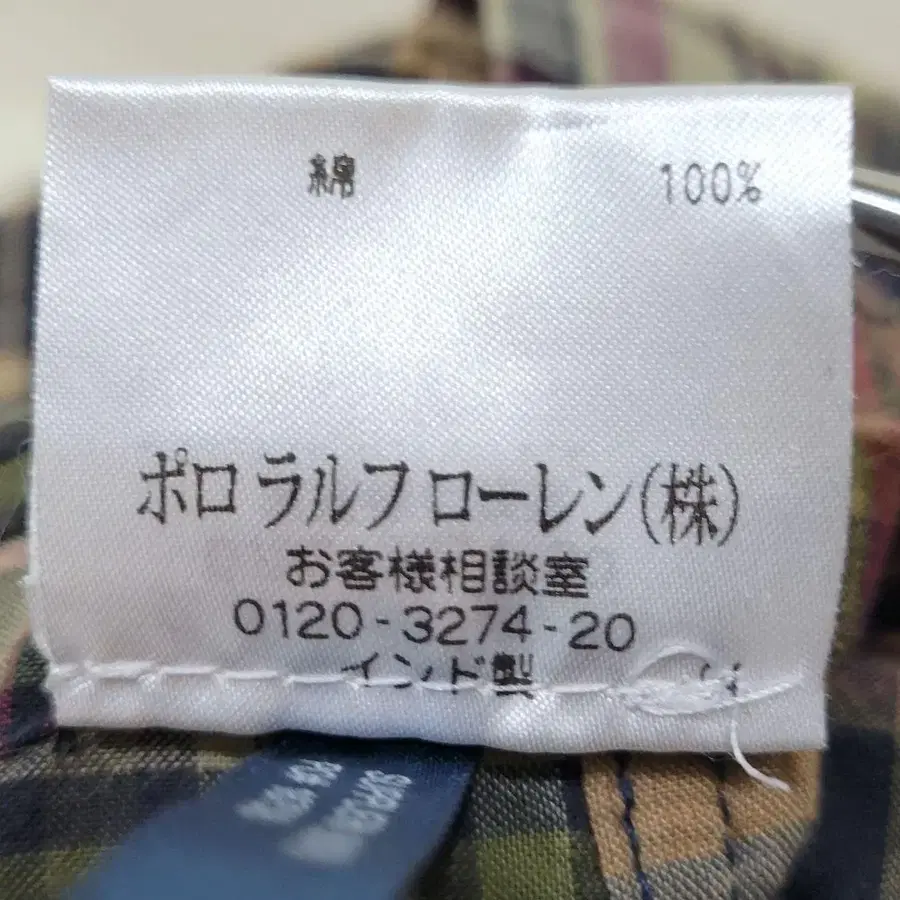 綿 100%
ポロ ラルフ ローレン(株)
お客様相談室
0120-3274-20
インド製